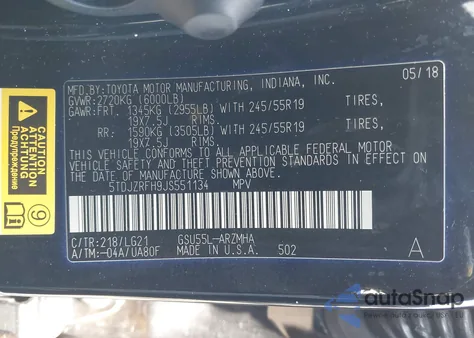 MFD. BY: TOYOTA MOTOR MANUFACTURING, INDIANA, INC. 05/18
GVWR: 2720KG (6000LB)
GAWR: FRT. 1345KG (2955LB) WITH 245/55R19 TIRES,
19X7.5J RIMS.
RR: 1590KG (3505LB) WITH 245/55R19 TIRES,
19X7.5J RIMS.
THIS VEHICLE CONFORMS TO ALL APPLICABLE FEDERAL MOTOR
VEHICLE SAFETY AND THEFT PREVENTION STANDARDS IN EFFECT ON
THE DATE OF MANUFACTURE SHOWN ABOVE.
5TDJZRFH9JS551134 MPV
C/TR: 218/LG21 GSU55L-ARZMHA
A/TM: -04A/UA80F MADE IN U.S.A. 502 A
CAUTION
ATTENTION
ACHTUNG
9
autoSnap